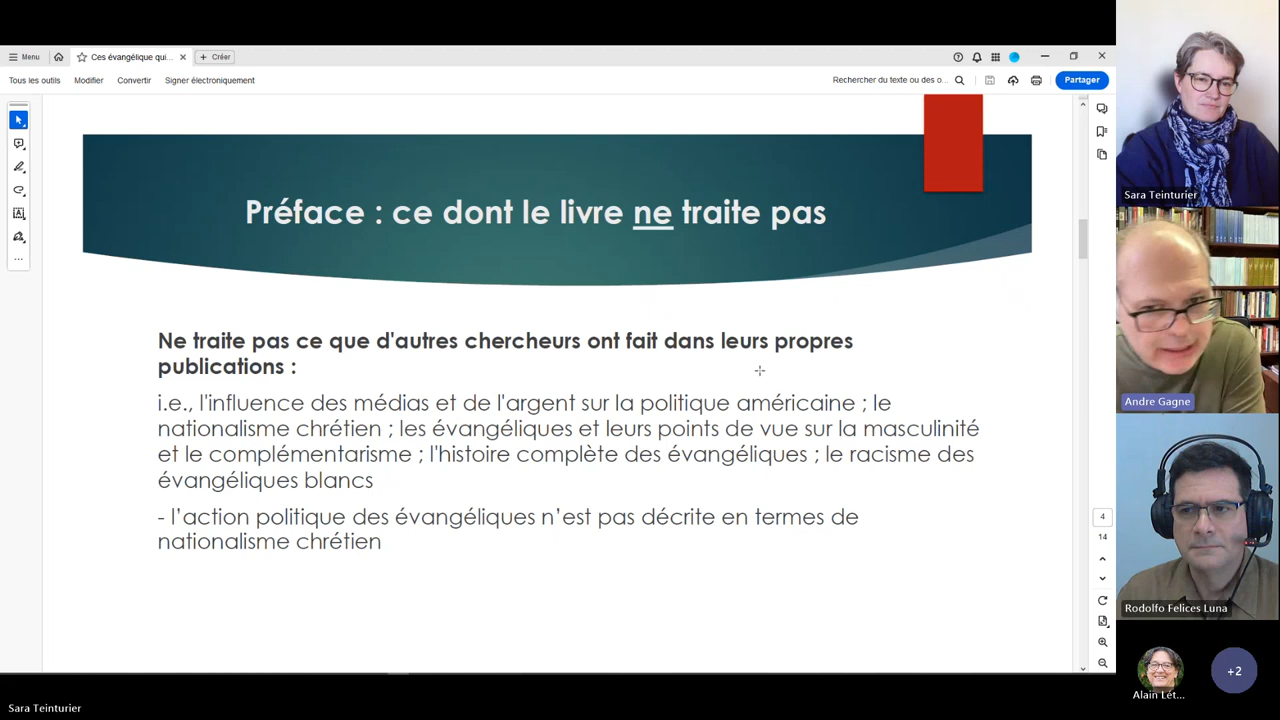 Menu
Ces évangélique qui...
Créer
Tous les outils
Modifier
Convertir
Signer électroniquement
Rechercher du texte ou des o...
Partager
Préface : ce dont le livre ne traite pas
Ne traite pas ce que d'autres chercheurs ont fait dans leurs propres
publications :
i.e., l'influence des médias et de l'argent sur la politique américaine ; le
nationalisme chrétien ; les évangéliques et leurs points de vue sur la masculinité
et le complémentarisme ; l'histoire complète des évangéliques ; le racisme des
évangéliques blancs
- l’action politique des évangéliques n’est pas décrite en termes de
nationalisme chrétien
4
14
Sara Teinturier
Andre Gagne
Rodolfo Felices Luna
Alain Lét...
+2
Sara Teinturier